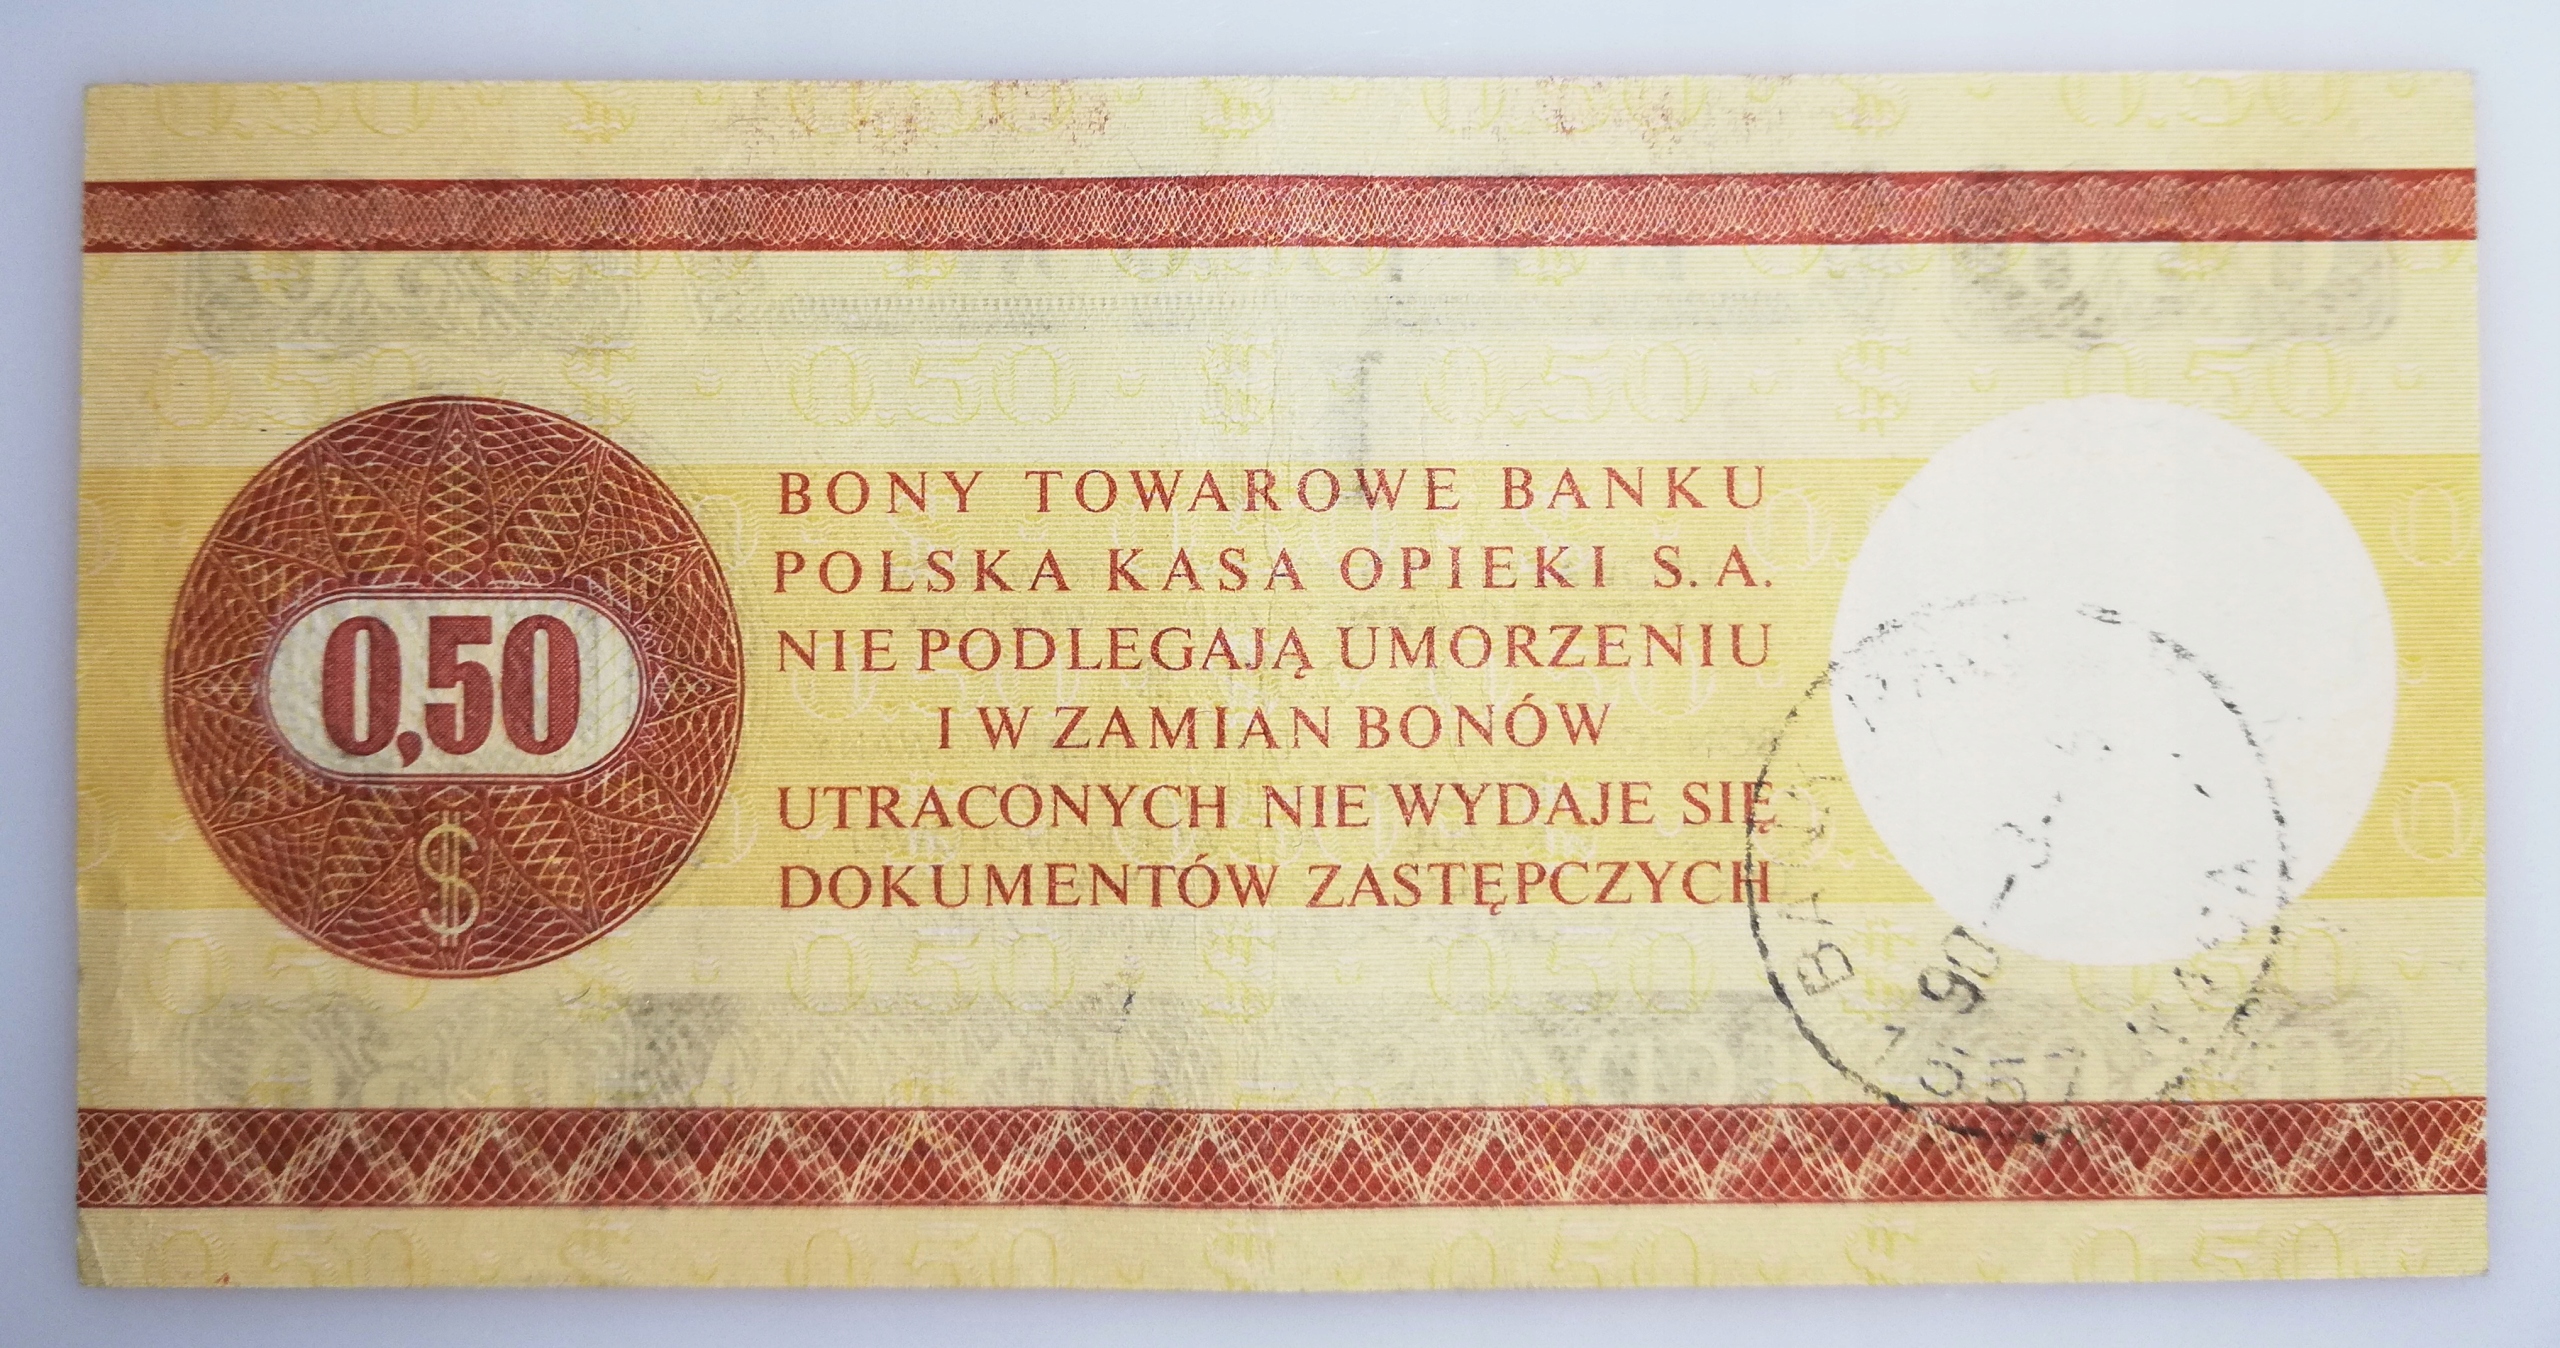 0,50
$
BONY TOWAROWE BANKU
POLSKA KASA OPIEKI S.A.
NIE PODLEGAJĄ UMORZENIU
I W ZAMIAN BONÓW
UTRACONYCH NIE WYDAJE SIĘ
DOKUMENTÓW ZASTĘPCZYCH